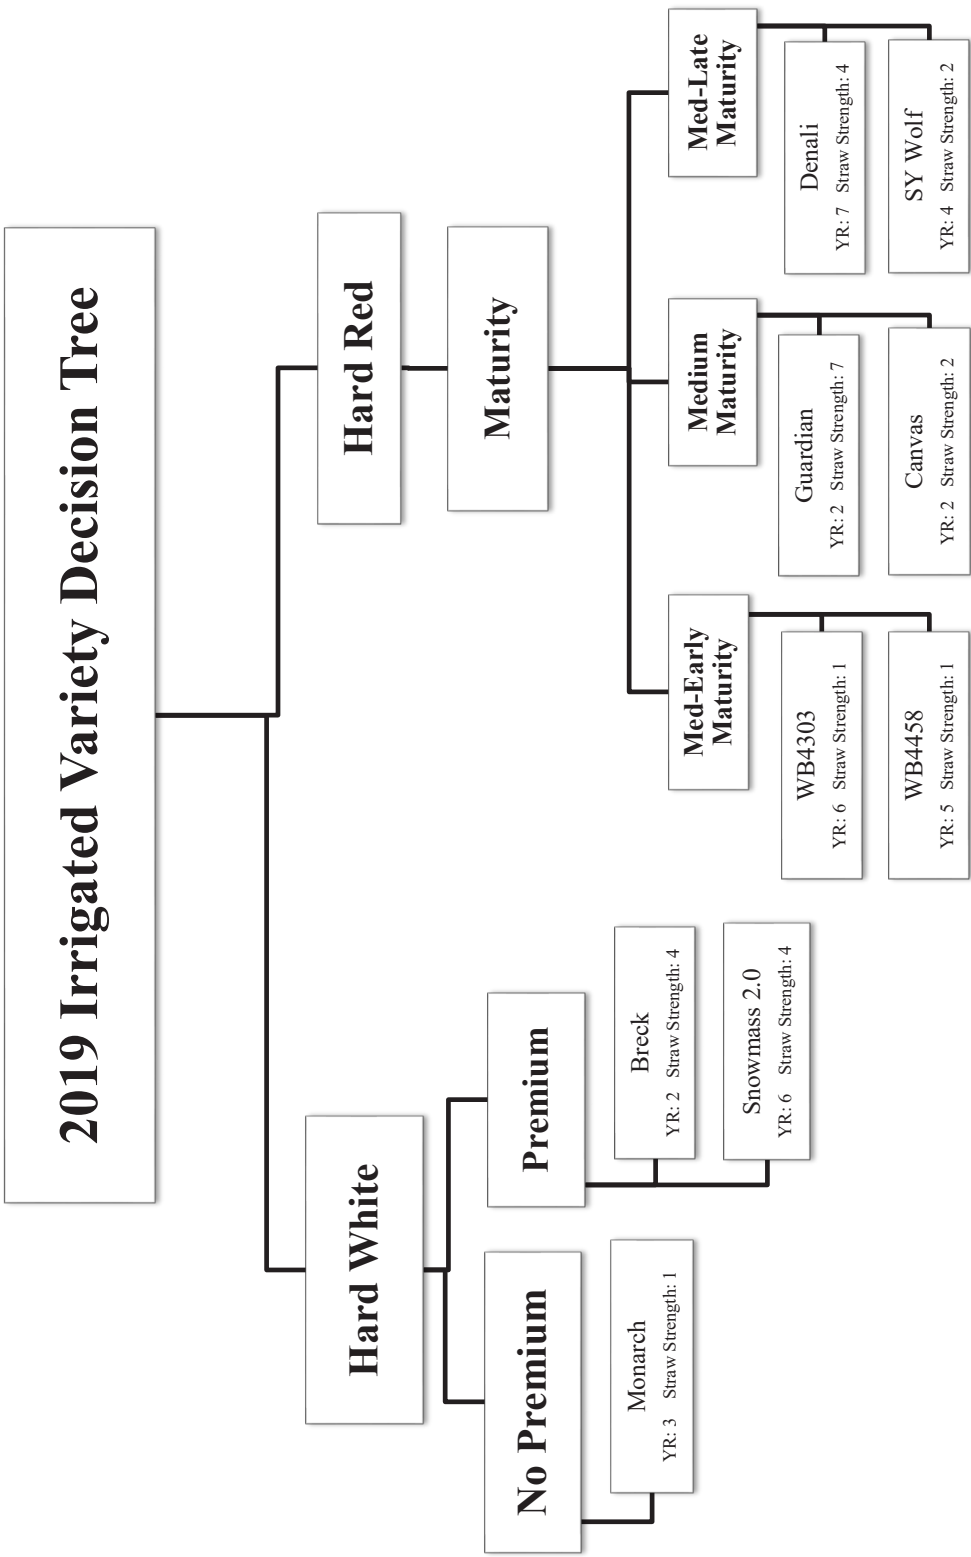 2019 Irrigated Variety Decision Tree
Hard White
No Premium
Monarch
YR: 3 Straw Strength: 1
Premium
Breck
YR: 2 Straw Strength: 4
Snowmass 2.0
YR: 6 Straw Strength: 4
Hard Red
Maturity
Med-Early
Maturity
WB4303
YR: 6 Straw Strength: 1
WB4458
YR: 5 Straw Strength: 1
Medium
Maturity
Guardian
YR: 2 Straw Strength: 7
Canvas
YR: 2 Straw Strength: 2
Med-Late
Maturity
Denali
YR: 7 Straw Strength: 4
SY Wolf
YR: 4 Straw Strength: 2